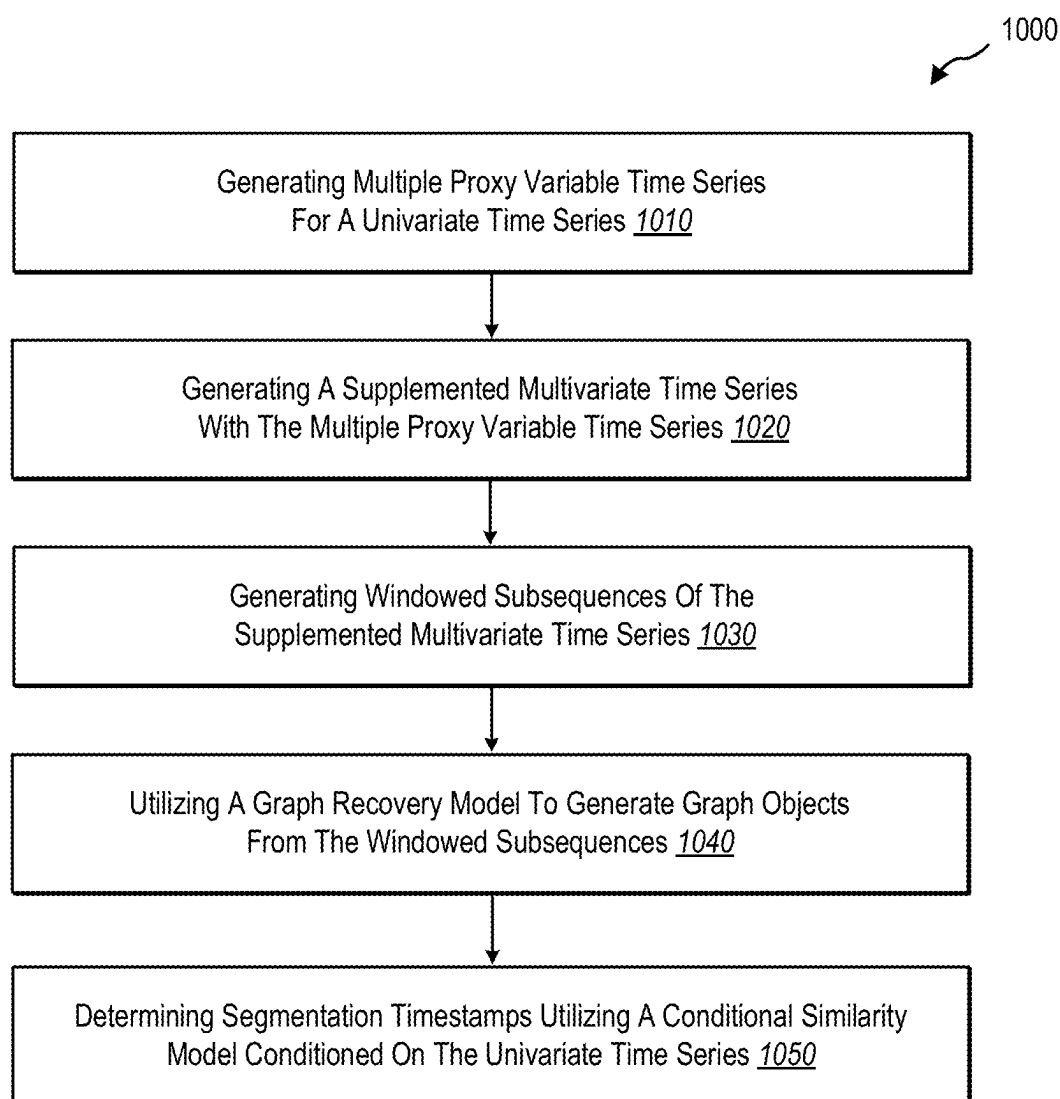 1000
Generating Multiple Proxy Variable Time Series
For A Univariate Time Series 1010
Generating A Supplemented Multivariate Time Series
With The Multiple Proxy Variable Time Series 1020
Generating Windowed Subsequences Of The
Supplemented Multivariate Time Series 1030
Utilizing A Graph Recovery Model To Generate Graph Objects
From The Windowed Subsequences 1040
Determining Segmentation Timestamps Utilizing A Conditional Similarity
Model Conditioned On The Univariate Time Series 1050